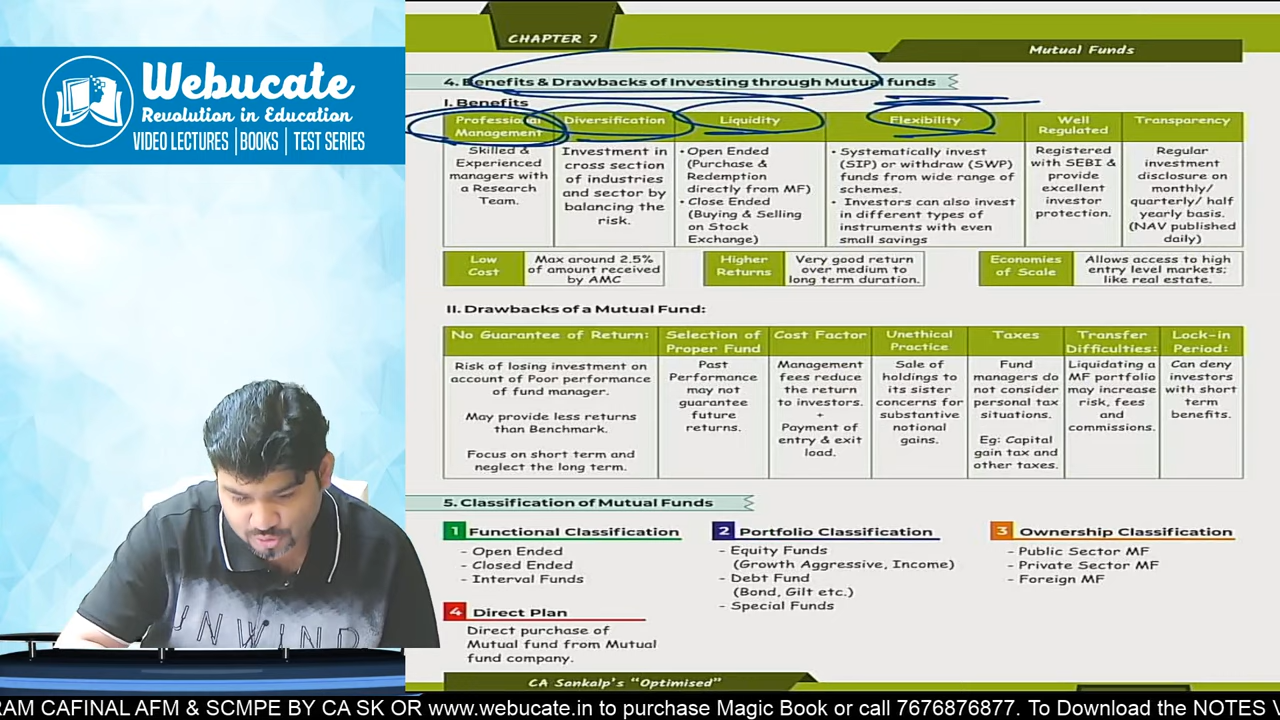 Webucate
Revolution in Education
VIDEO LECTURES | BOOKS | TEST SERIES
CHAPTER 7
Mutual Funds
4. Benefits & Drawbacks of Investing through Mutual funds
I. Benefits
Professional
Management
Skilled &
Experienced
managers with
a Research
Team.
Diversification
Investment in
cross section
of industries
and sector by
balancing the
risk.
Liquidity
• Open Ended
(Purchase &
Redemption
directly from MF)
• Close Ended
(Buying & Selling
on Stock
Exchange)
Flexibility
• Systematically invest
(SIP) or withdraw (SWP)
funds from wide range of
schemes.
• Investors can also invest
in different types of
instruments with even
small savings
Well
Regulated
Registered
with SEBI &
provide
excellent
investor
protection.
Transparency
Regular
investment
disclosure on
monthly/
quarterly/ half
yearly basis.
(NAV published
daily)
Low
Cost
Max around 2.5%
of amount received
by AMC
Higher
Returns
Very good return
over medium to
long term duration.
Economies
of Scale
Allows access to high
entry level markets;
like real estate.
II. Drawbacks of a Mutual Fund:
No Guarantee of Return:
Risk of losing investment on
account of Poor performance
of fund manager.
May provide less returns
than Benchmark.
Focus on short term and
neglect the long term.
Selection of
Proper Fund
Past
Performance
may not
guarantee
future
returns.
Cost Factor
Management
fees reduce
the return
to investors.
+
Payment of
entry & exit
load.
Unethical
Practice
Sale of
holdings to
its sister
concerns for
substantive
notional
gains.
Taxes
Fund
managers do
not consider
personal tax
situations.
Eg: Capital
gain tax and
other taxes.
Transfer
Difficulties:
Liquidating a
MF portfolio
may increase
risk, fees
and
commissions.
Lock-in
Period:
Can deny
investors
with short
term
benefits.
5. Classification of Mutual Funds
1 Functional Classification
- Open Ended
- Closed Ended
- Interval Funds
2 Portfolio Classification
- Equity Funds
(Growth Aggressive, Income)
- Debt Fund
(Bond, Gilt etc.)
- Special Funds
3 Ownership Classification
- Public Sector MF
- Private Sector MF
- Foreign MF
4 Direct Plan
Direct purchase of
Mutual fund from Mutual
fund company.
UNWIND
CA Sankalp's "Optimised"
RAM CAFINAL AFM & SCMPE BY CA SK OR www.webucate.in to purchase Magic Book or call 7676876877. To Download the NOTES V